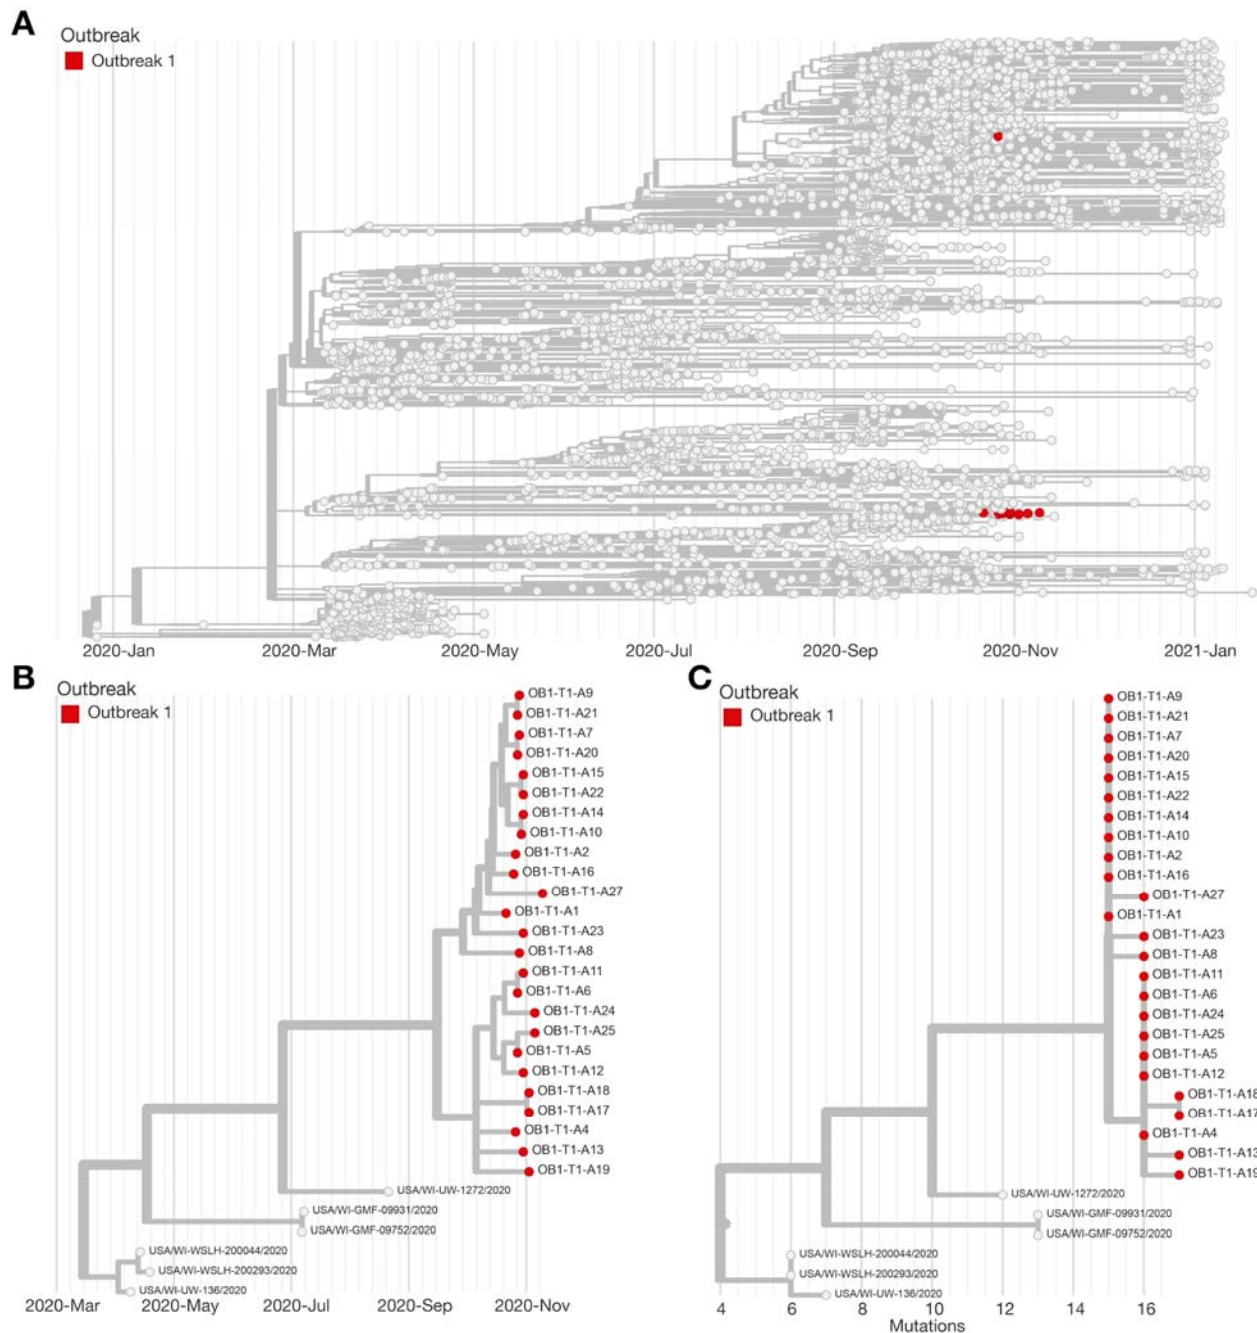 A
Outbreak
Outbreak 1
2020-Jan 2020-Mar 2020-May 2020-Jul 2020-Sep 2020-Nov 2021-Jan
B
Outbreak
Outbreak 1
OB1-T1-A9
OB1-T1-A21
OB1-T1-A7
OB1-T1-A20
OB1-T1-A15
OB1-T1-A22
OB1-T1-A14
OB1-T1-A10
OB1-T1-A2
OB1-T1-A16
OB1-T1-A27
OB1-T1-A1
OB1-T1-A23
OB1-T1-A8
OB1-T1-A11
OB1-T1-A6
OB1-T1-A24
OB1-T1-A25
OB1-T1-A5
OB1-T1-A12
OB1-T1-A18
OB1-T1-A17
OB1-T1-A4
OB1-T1-A13
OB1-T1-A19
USA/WI-UW-1272/2020
USA/WI-GMF-09931/2020
USA/WI-GMF-09752/2020
USA/WI-WSLH-200044/2020
USA/WI-WSLH-200293/2020
USA/WI-UW-136/2020
2020-Mar 2020-May 2020-Jul 2020-Sep 2020-Nov
C
Outbreak
Outbreak 1
OB1-T1-A9
OB1-T1-A21
OB1-T1-A7
OB1-T1-A20
OB1-T1-A15
OB1-T1-A22
OB1-T1-A14
OB1-T1-A10
OB1-T1-A2
OB1-T1-A16
OB1-T1-A27
OB1-T1-A1
OB1-T1-A23
OB1-T1-A8
OB1-T1-A11
OB1-T1-A6
OB1-T1-A24
OB1-T1-A25
OB1-T1-A5
OB1-T1-A12
OB1-T1-A18
OB1-T1-A17
OB1-T1-A4
OB1-T1-A13
OB1-T1-A19
USA/WI-UW-1272/2020
USA/WI-GMF-09931/2020
USA/WI-GMF-09752/2020
USA/WI-WSLH-200044/2020
USA/WI-WSLH-200293/2020
USA/WI-UW-136/2020
4 6 8 10 12 14 16
Mutations